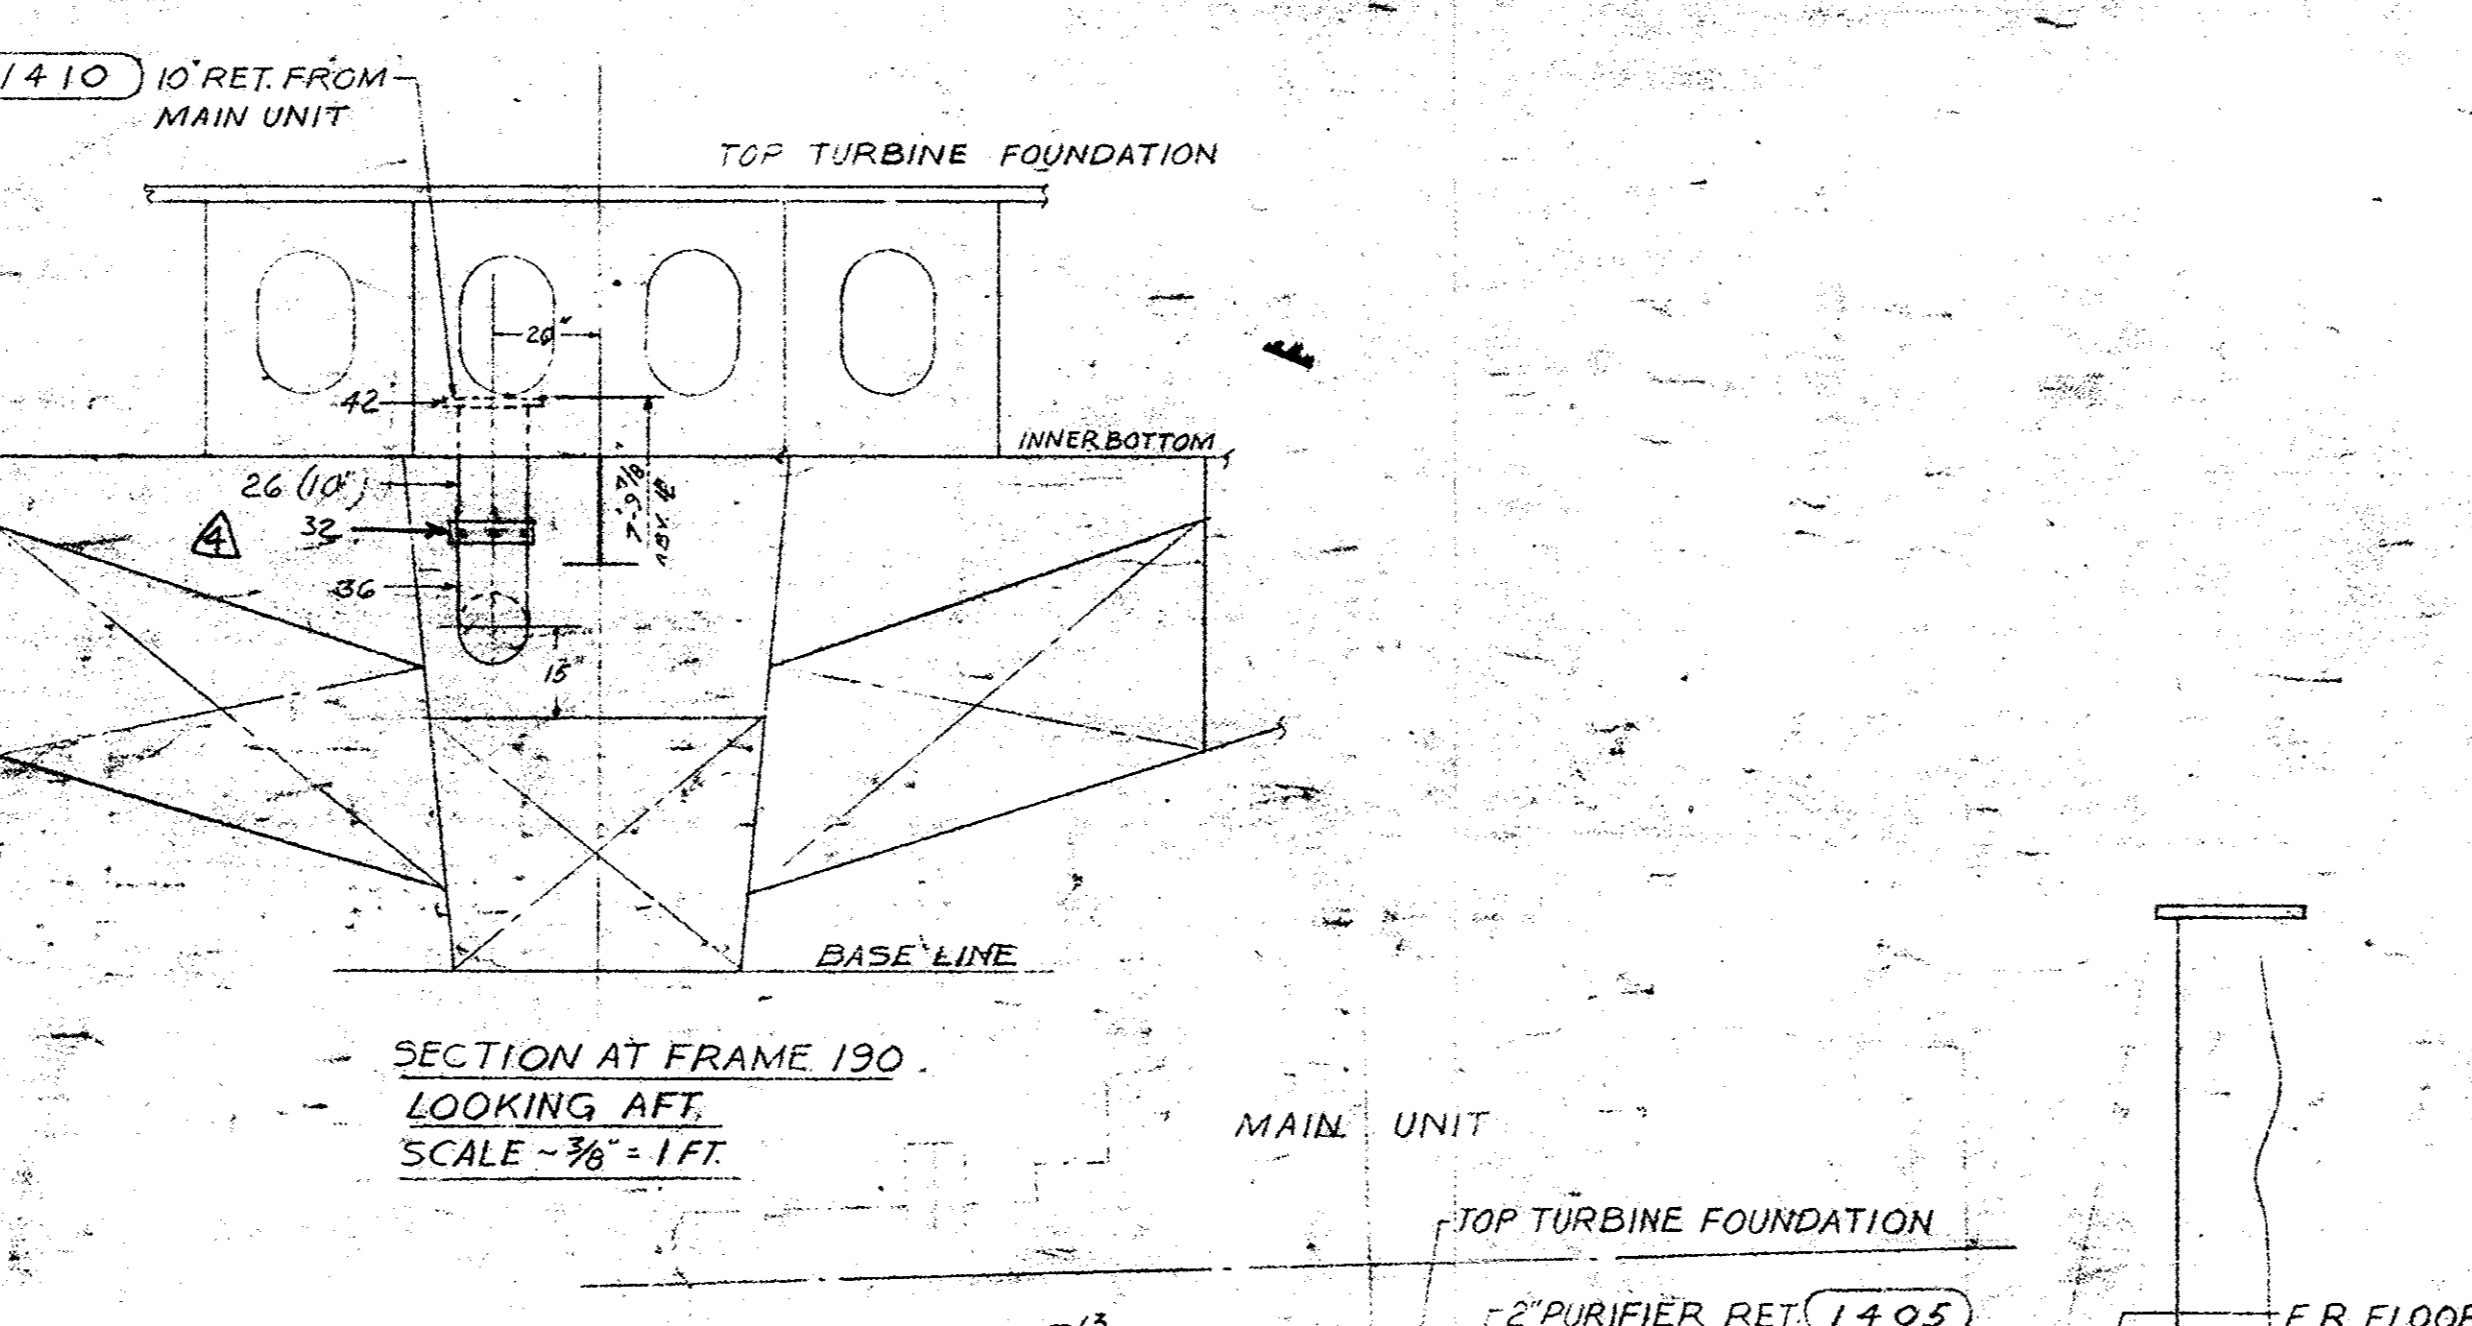 1410 10" RET. FROM
MAIN UNIT
TOP TURBINE FOUNDATION
20"
42
INNER BOTTOM
26 (10")
7'-9 7/8"
ABV. ℄
4
32
36
15"
BASE LINE
SECTION AT FRAME 190
LOOKING AFT.
SCALE ~ 3/8" = 1 FT.
MAIN UNIT
TOP TURBINE FOUNDATION
2" PURIFIER RET. 1405
E.R. FLOOR